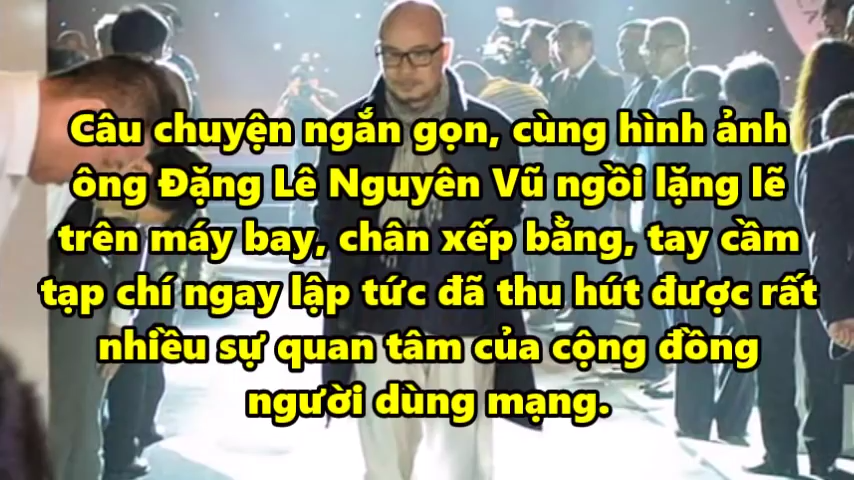 Câu chuyện ngắn gọn, cùng hình ảnh
ông Đặng Lê Nguyên Vũ ngồi lặng lẽ
trên máy bay, chân xếp bằng, tay cầm
tạp chí ngay lập tức đã thu hút được rất
nhiều sự quan tâm của cộng đồng
người dùng mạng.